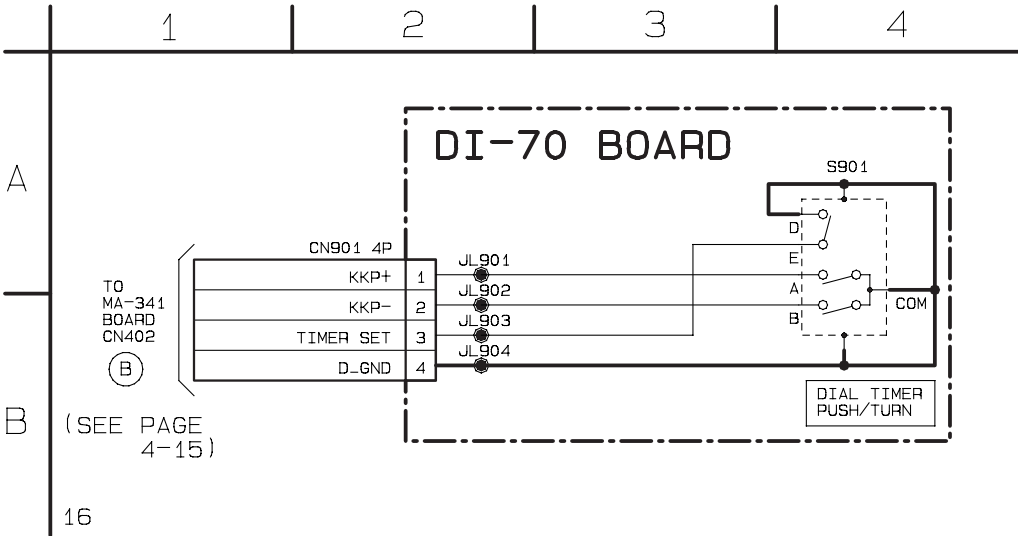 1 2 3 4
A
DI-70 BOARD
S901
D
E
A
B
COM
CN901 4P
KKP+ 1
KKP- 2
TIMER SET 3
D_GND 4
JL901
JL902
JL903
JL904
TO
MA-341
BOARD
CN402
B
DIAL TIMER
PUSH/TURN
B
(SEE PAGE
4-15)
16